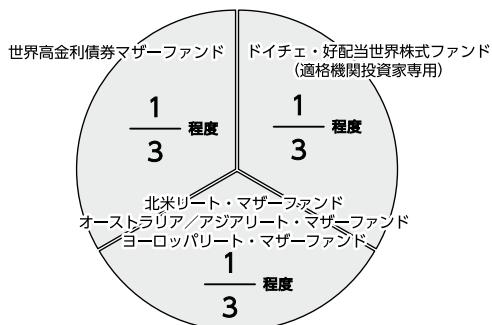 世界高金利債券マザーファンド
1/3 程度
ドイチェ・好配当世界株式ファンド
（適格機関投資家専用）
1/3 程度
北米リート・マザーファンド
オーストラリア／アジアリート・マザーファンド
ヨーロッパリート・マザーファンド
1/3 程度